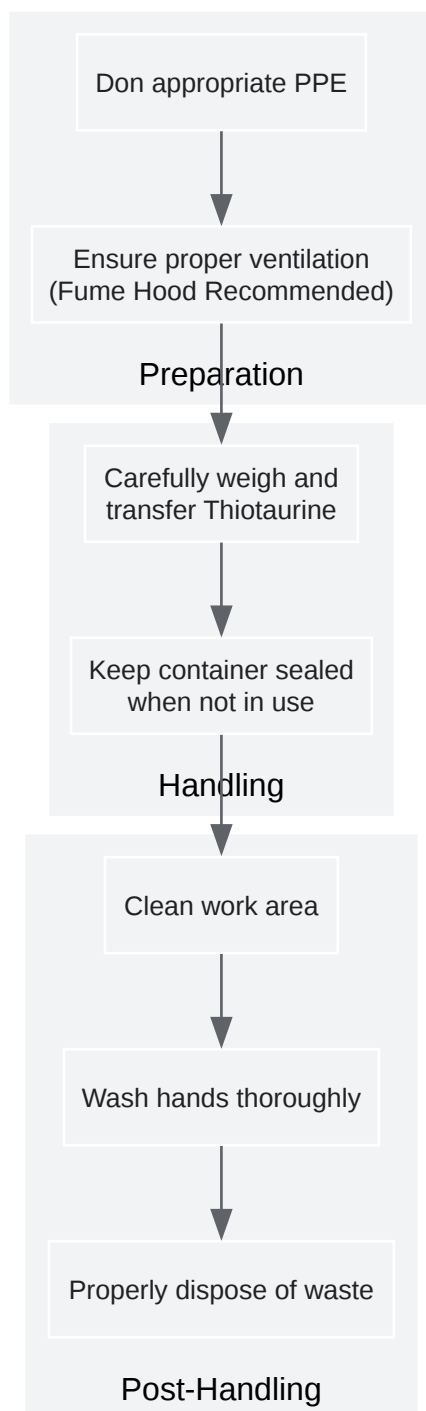 Don appropriate PPE
Ensure proper ventilation
(Fume Hood Recommended)
Preparation
Carefully weigh and
transfer Thiotaurine
Keep container sealed
when not in use
Handling
Clean work area
Wash hands thoroughly
Properly dispose of waste
Post-Handling